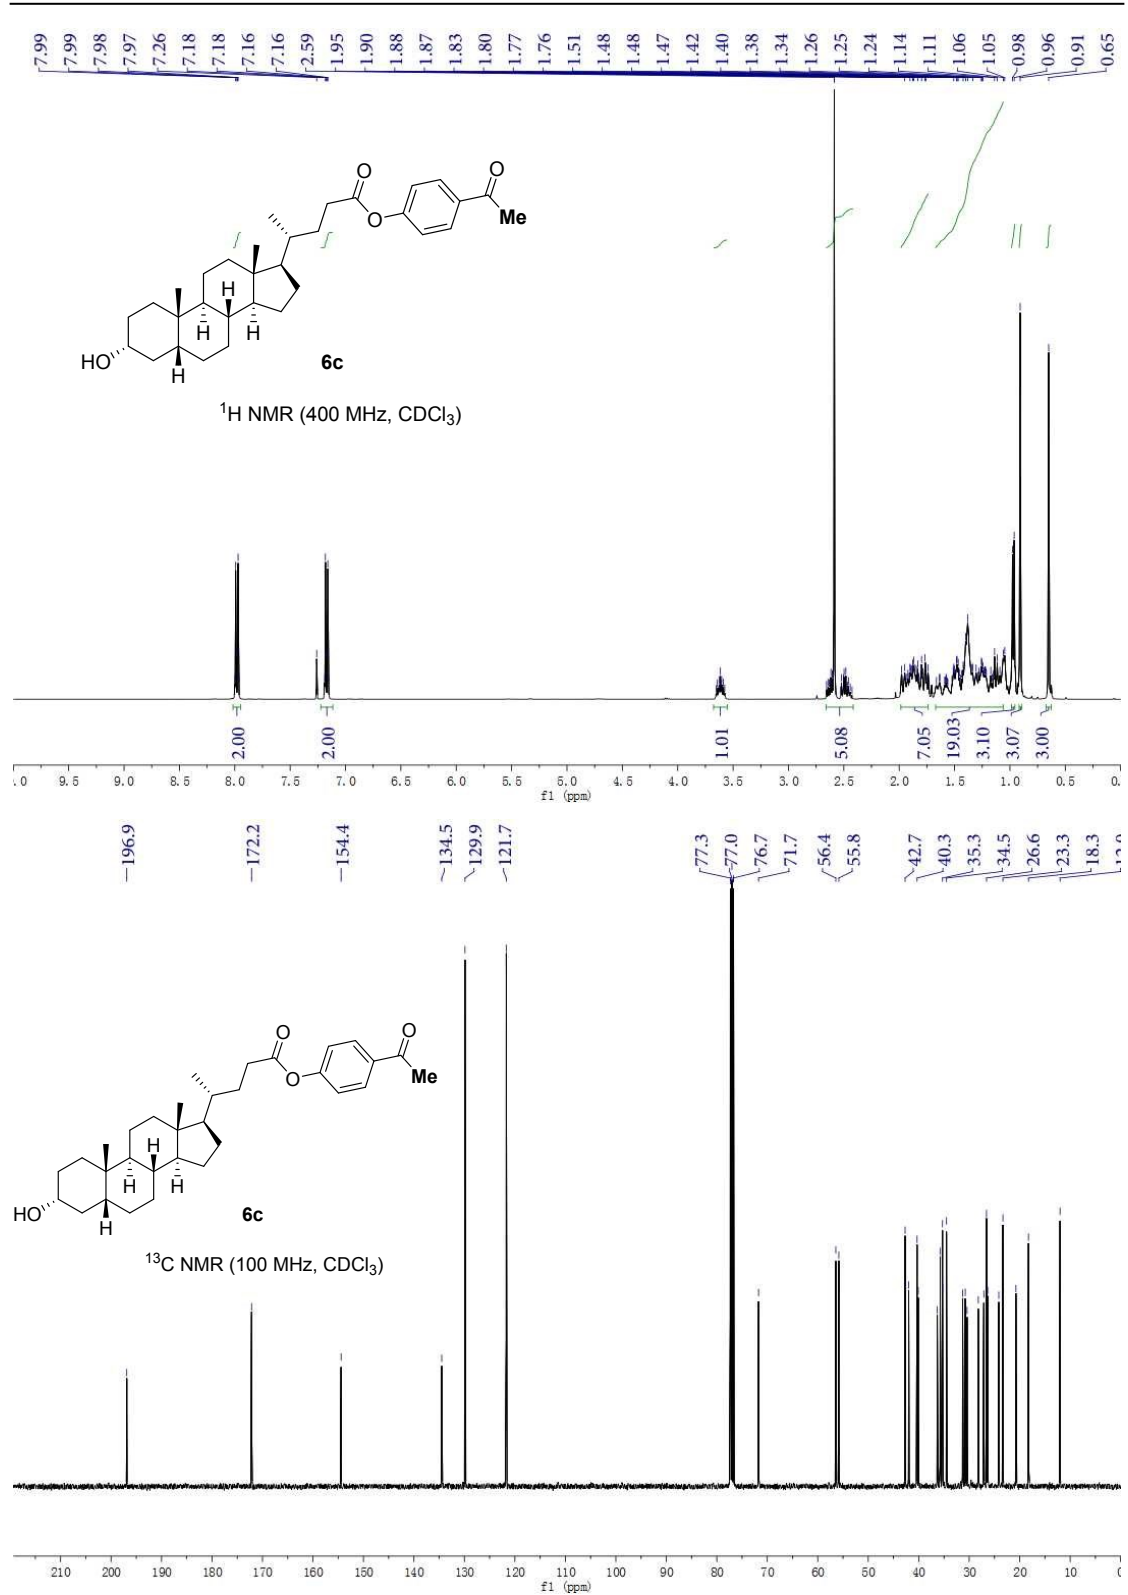 7.99 7.99 7.98 7.97 7.26 7.18 7.18 7.16 7.16 2.59 1.95 1.90 1.88 1.87 1.83 1.80 1.77 1.76 1.51 1.48 1.48 1.47 1.42 1.40 1.38 1.34 1.26 1.25 1.24 1.14 1.11 1.06 1.05 0.98 0.96 0.91 0.65
O
O
O
Me
H
H
H
HO
H
6c
¹H NMR (400 MHz, CDCl₃)
2.00 2.00 1.01 5.08 7.05 19.03 3.10 3.07 3.00
.0 9.5 9.0 8.5 8.0 7.5 7.0 6.5 6.0 5.5 5.0 4.5 4.0 3.5 3.0 2.5 2.0 1.5 1.0 0.5 0.
f1 (ppm)
196.9 172.2 154.4 134.5 129.9 121.7 77.3 77.0 76.7 71.7 56.4 55.8 42.7 40.3 35.3 34.5 26.6 23.3 18.3
O
O
O
Me
H
H
H
HO
H
6c
¹³C NMR (100 MHz, CDCl₃)
210 200 190 180 170 160 150 140 130 120 110 100 90 80 70 60 50 40 30 20 10 0
f1 (ppm)